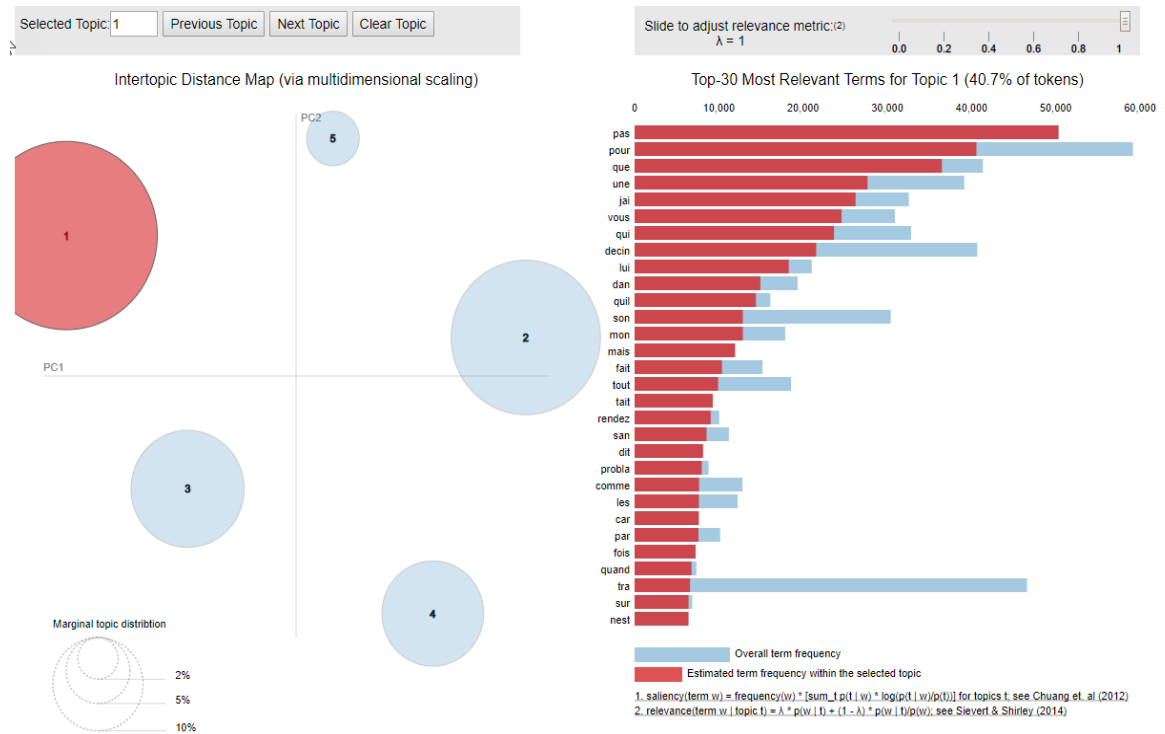 Selected Topic: 1 Previous Topic Next Topic Clear Topic
Slide to adjust relevance metric:(2)
λ = 1
0.0 0.2 0.4 0.6 0.8 1
Intertopic Distance Map (via multidimensional scaling)
PC2
5
1
2
PC1
3
4
Marginal topic distribtion
2%
5%
10%
Top-30 Most Relevant Terms for Topic 1 (40.7% of tokens)
0 10,000 20,000 30,000 40,000 50,000 60,000
pas
pour
que
une
jai
vous
qui
decin
lui
dan
quil
son
mon
mais
fait
tout
tait
rendez
san
dit
probla
comme
les
car
par
fois
quand
tra
sur
nest
Overall term frequency
Estimated term frequency within the selected topic
1. saliency(term w) = frequency(w) * [sum_t p(t | w) * log(p(t | w)/p(t))] for topics t; see Chuang et. al (2012)
2. relevance(term w | topic t) = λ * p(w | t) + (1 - λ) * p(w | t)/p(w); see Sievert & Shirley (2014)